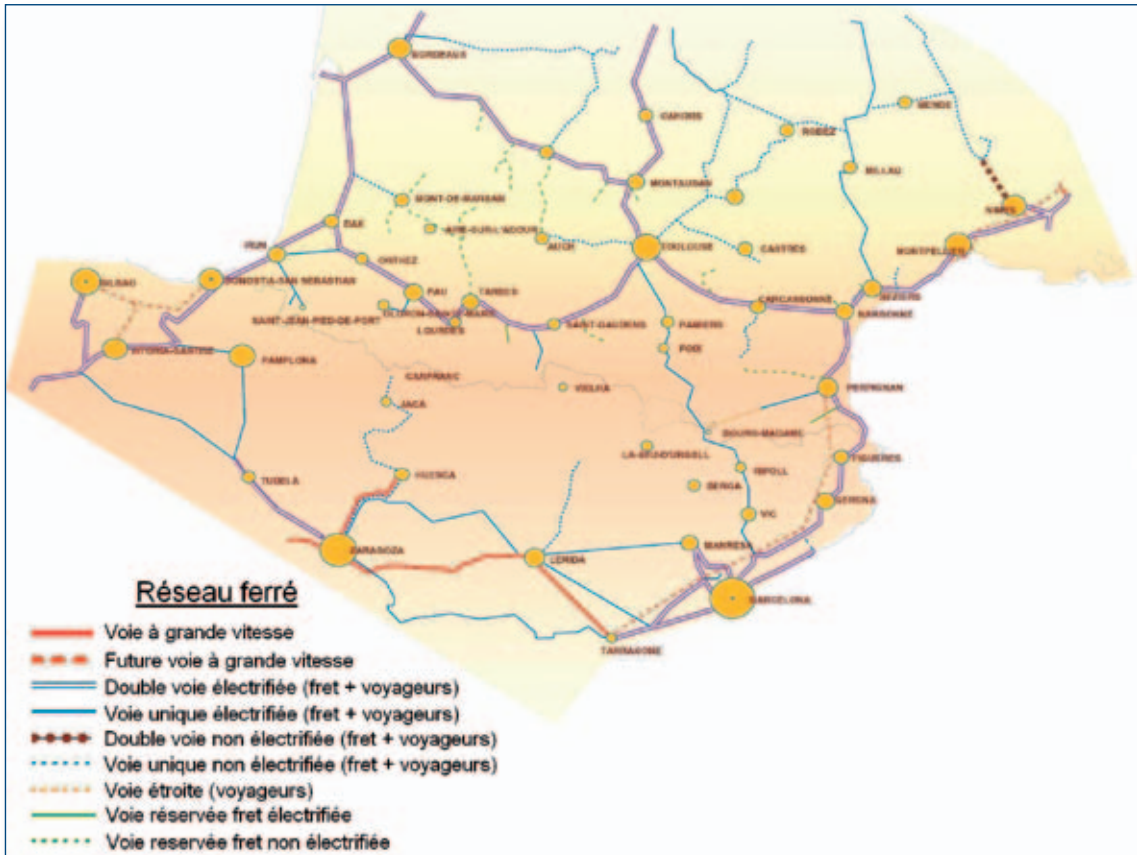 BORDEAUX
CAHORS
MENDE
RODEZ
MILLAU
MONTAUBAN
MONT-DE-MARSAN
NIMES
DAX
AIRE-SUR-L'ADOUR
AUCH
TOULOUSE
CASTRES
MONTPELLIER
IRUN
ORTHEZ
BILBAO
DONOSTIA-SAN SEBASTIAN
PAU
TARBES
BEZIERS
CARCASSONNE
NARBONNE
SAINT-JEAN-PIED-DE-PORT
OLORON-SAINTE-MARIE
LOURDES
SAINT-GAUDENS
PAMIERS
FOIX
VITORIA-GASTEIZ
PAMPLONA
CANFRANC
VIELHA
PERPIGNAN
JACA
BOURG-MADAME
LA-SEU-D'URGELL
FIGUERES
RIPOLL
HUESCA
TUDELA
BERGA
GERONA
VIC
MANRESA
ZARAGOZA
LERIDA
BARCELONA
TARRAGONE
Réseau ferré
Voie à grande vitesse
Future voie à grande vitesse
Double voie électrifiée (fret + voyageurs)
Voie unique électrifiée (fret + voyageurs)
Double voie non électrifiée (fret + voyageurs)
Voie unique non électrifiée (fret + voyageurs)
Voie étroite (voyageurs)
Voie réservée fret électrifiée
Voie reservée fret non électrifiée